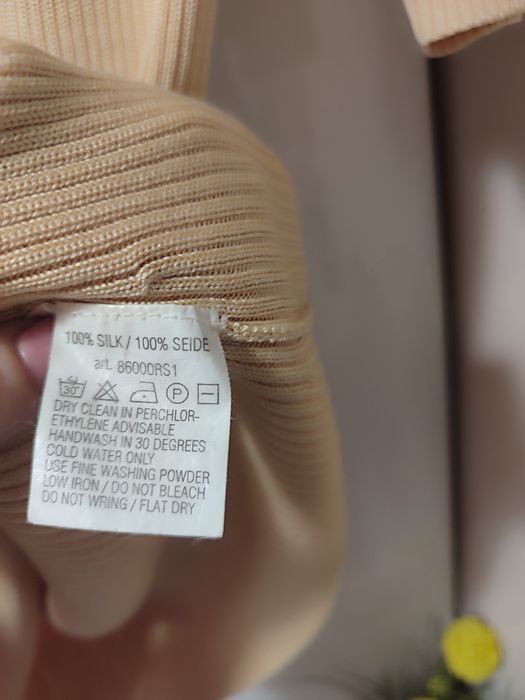 100% SILK / 100% SEIDE
art. 86000RS1
30° P
DRY CLEAN IN PERCHLOR-
ETHYLENE ADVISABLE
HANDWASH IN 30 DEGREES
COLD WATER ONLY
USE FINE WASHING POWDER
LOW IRON / DO NOT BLEACH
DO NOT WRING / FLAT DRY